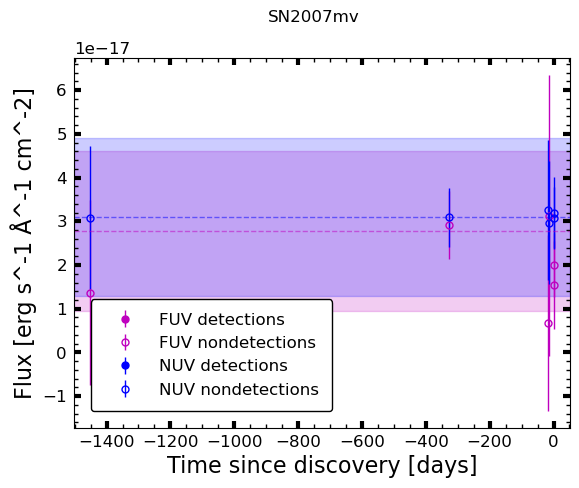 SN2007mv
1e−17
6
5
4
3
2
1
0
−1
Flux [erg s^-1 Å^-1 cm^-2]
FUV detections
FUV nondetections
NUV detections
NUV nondetections
−1400 −1200 −1000 −800 −600 −400 −200 0
Time since discovery [days]